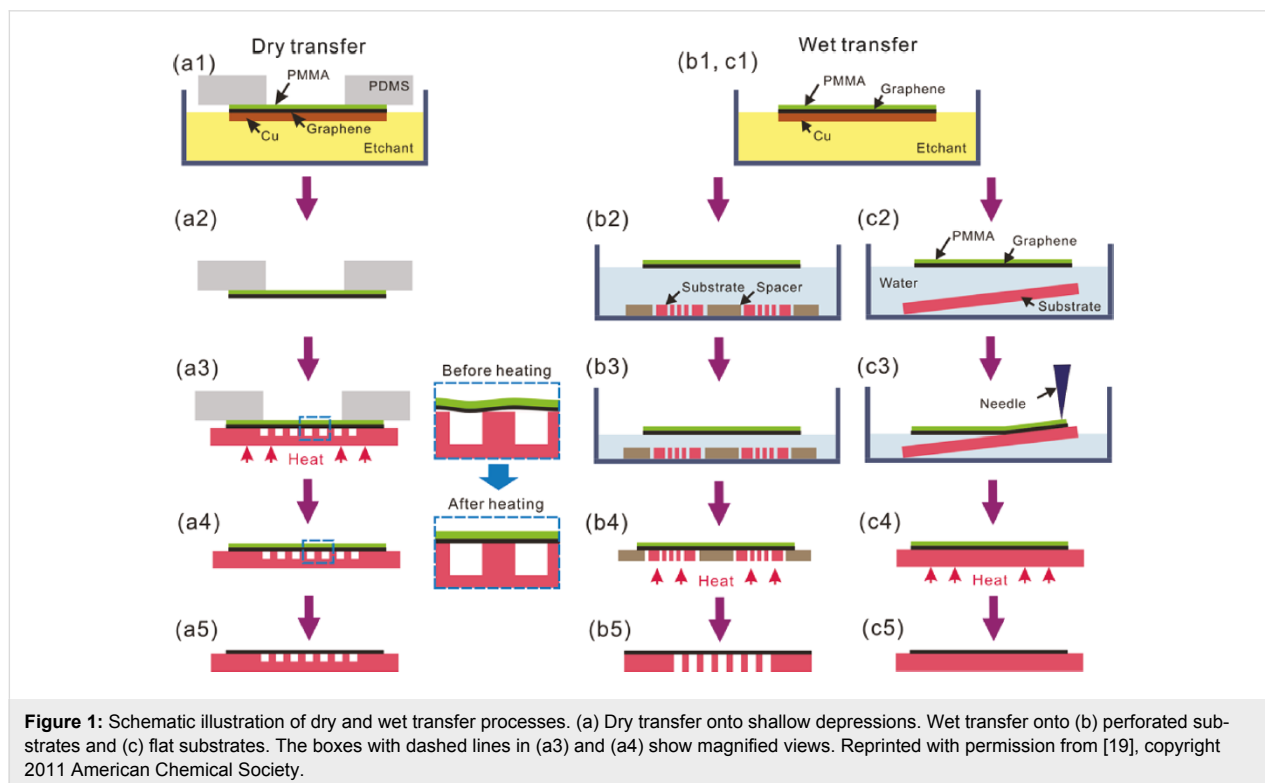 Dry transfer
Wet transfer
(a1)
PMMA
PDMS
Graphene
Cu
Etchant
(b1, c1)
PMMA
Graphene
Cu
Etchant
(a2)
(b2)
Substrate
Spacer
(c2)
PMMA
Graphene
Water
Substrate
(a3)
Heat
Before heating
After heating
(b3)
(c3)
Needle
(a4)
(b4)
Heat
(c4)
Heat
(a5)
(b5)
(c5)
Figure 1: Schematic illustration of dry and wet transfer processes. (a) Dry transfer onto shallow depressions. Wet transfer onto (b) perforated sub-
strates and (c) flat substrates. The boxes with dashed lines in (a3) and (a4) show magnified views. Reprinted with permission from [19], copyright
2011 American Chemical Society.